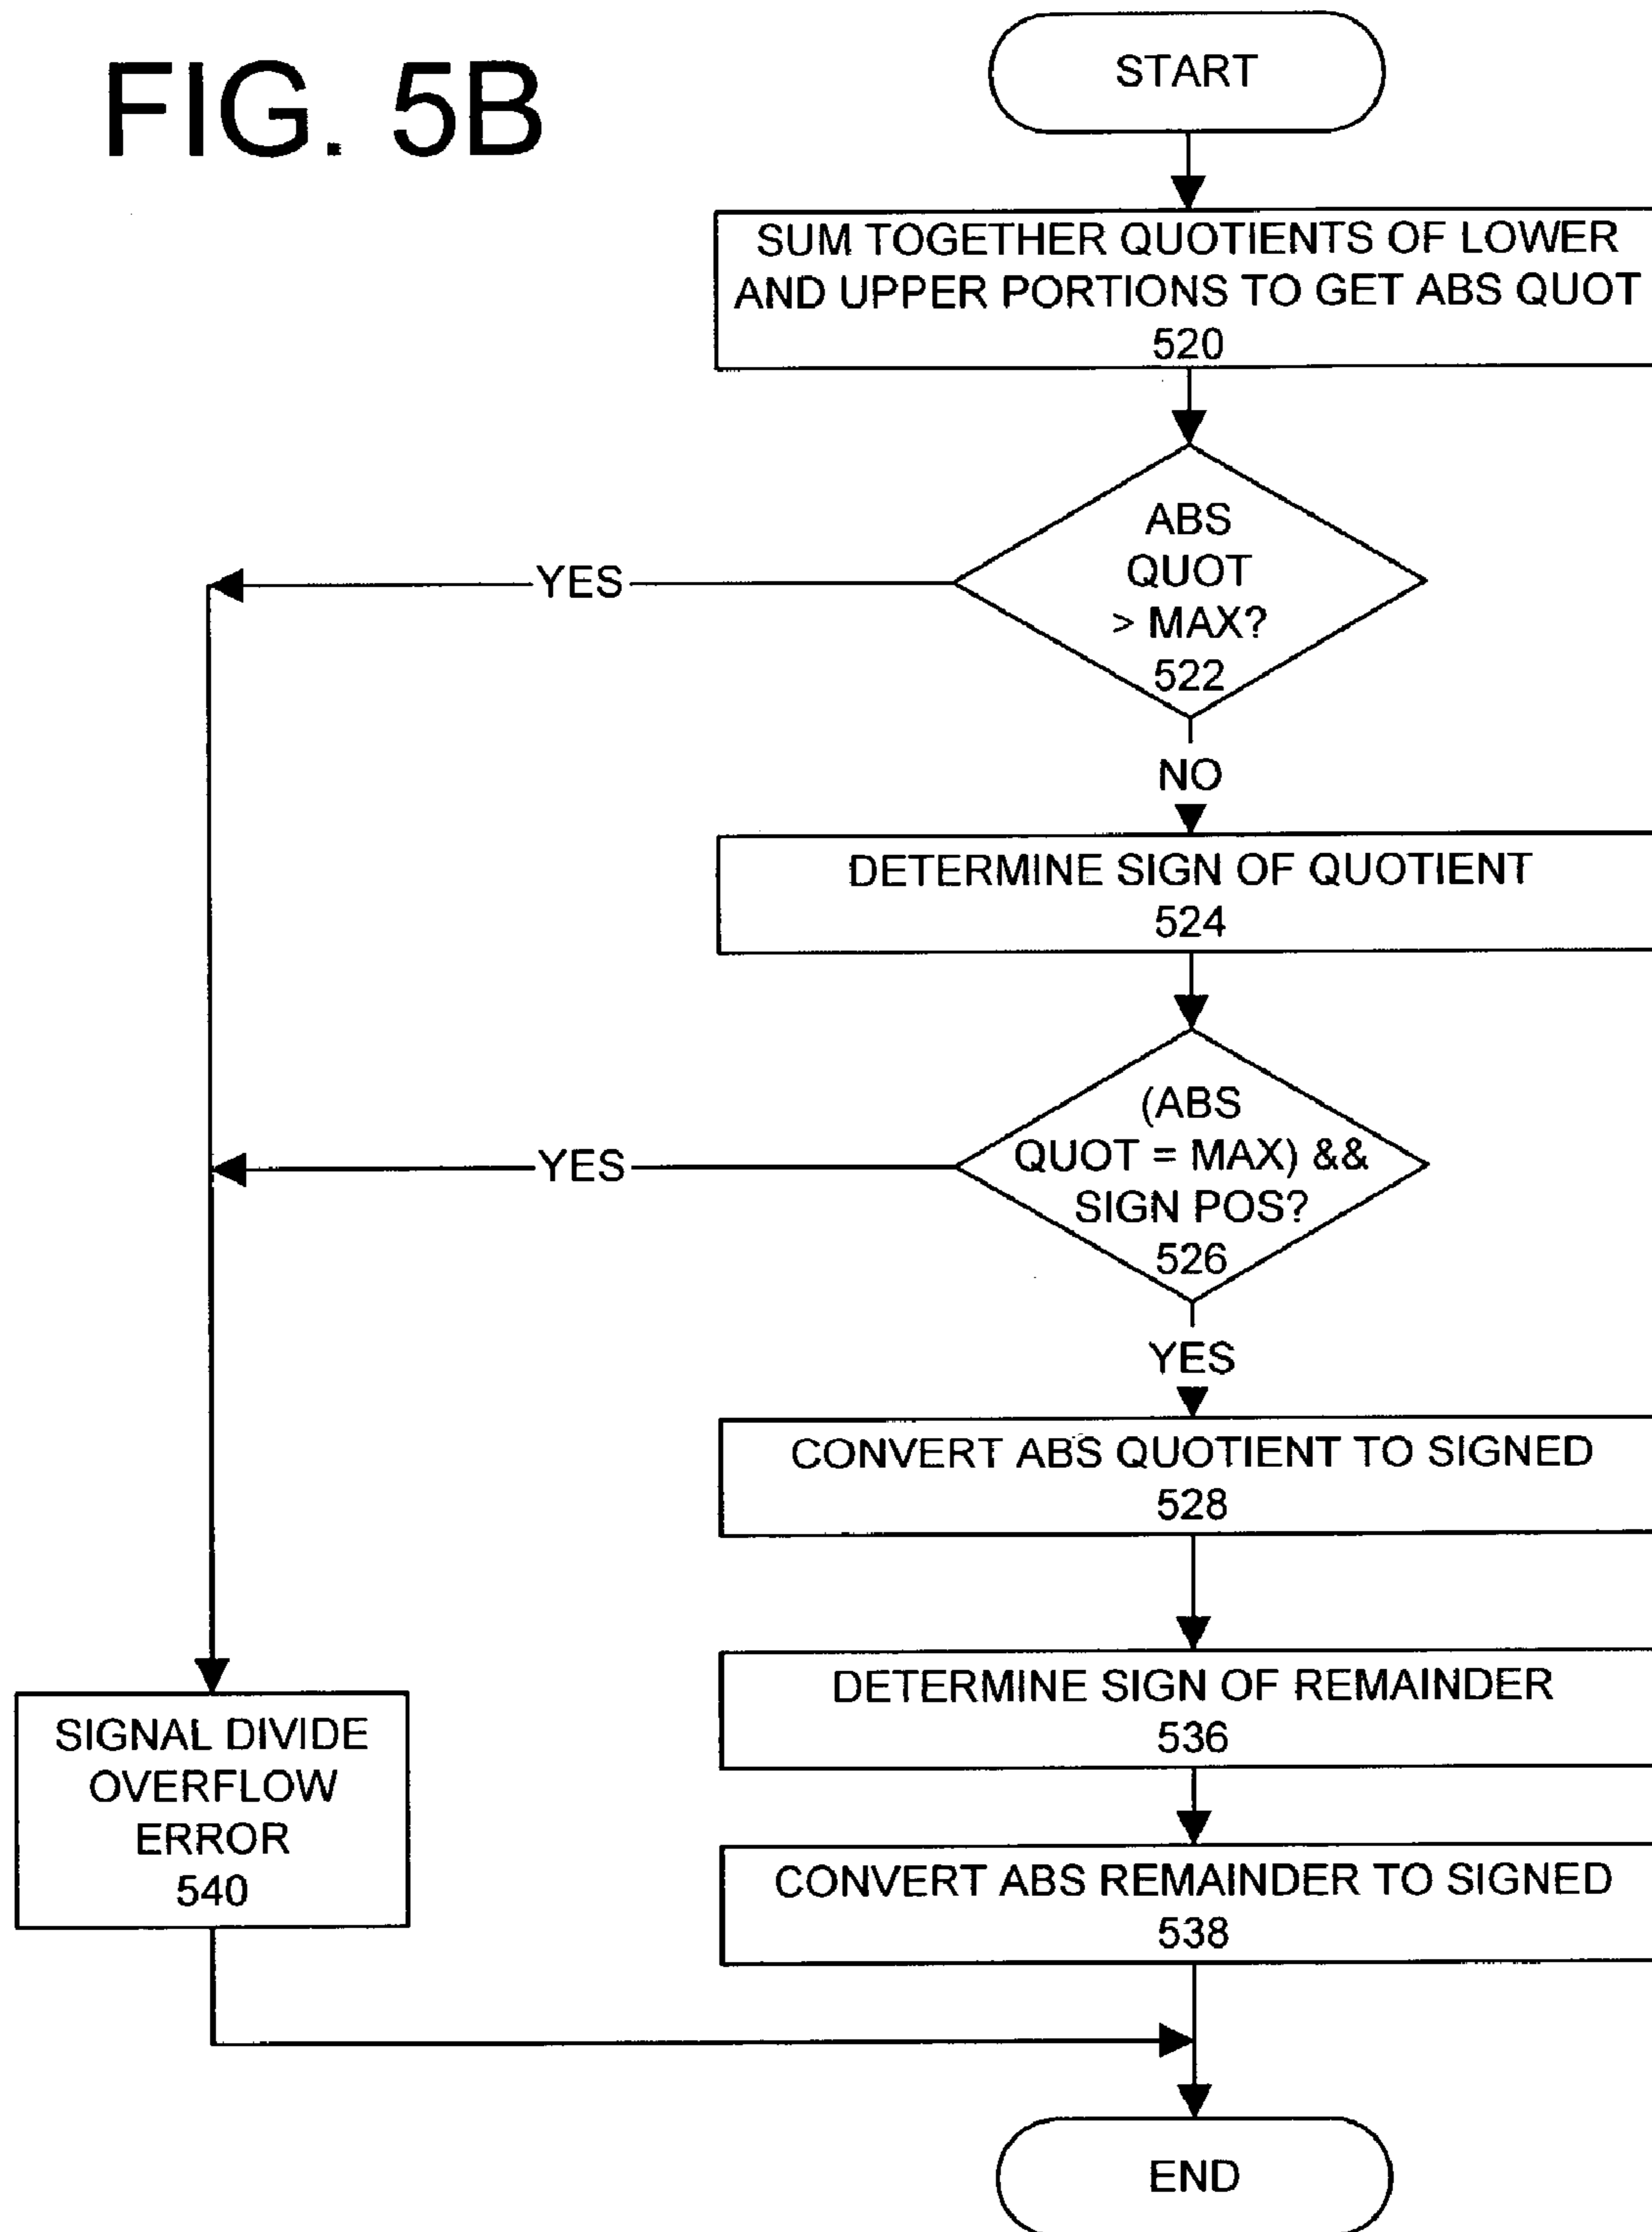 FIG. 5B
START
SUM TOGETHER QUOTIENTS OF LOWER
AND UPPER PORTIONS TO GET ABS QUOT
520
ABS
QUOT
> MAX?
522
YES
NO
DETERMINE SIGN OF QUOTIENT
524
(ABS
QUOT = MAX) &&
SIGN POS?
526
YES
YES
CONVERT ABS QUOTIENT TO SIGNED
528
DETERMINE SIGN OF REMAINDER
536
SIGNAL DIVIDE
OVERFLOW
ERROR
540
CONVERT ABS REMAINDER TO SIGNED
538
END